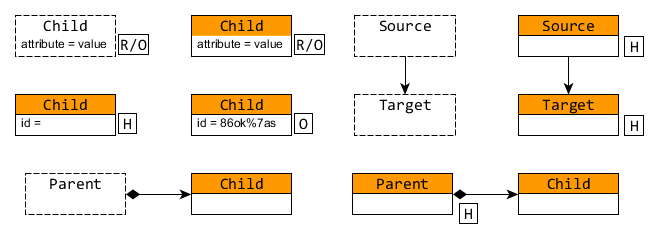 Child
attribute = value
R/O
Child
attribute = value
R/O
Source
Source
H
Child
id =
H
Child
id = 86ok%7as
O
Target
Target
H
Parent
Child
Parent
H
Child